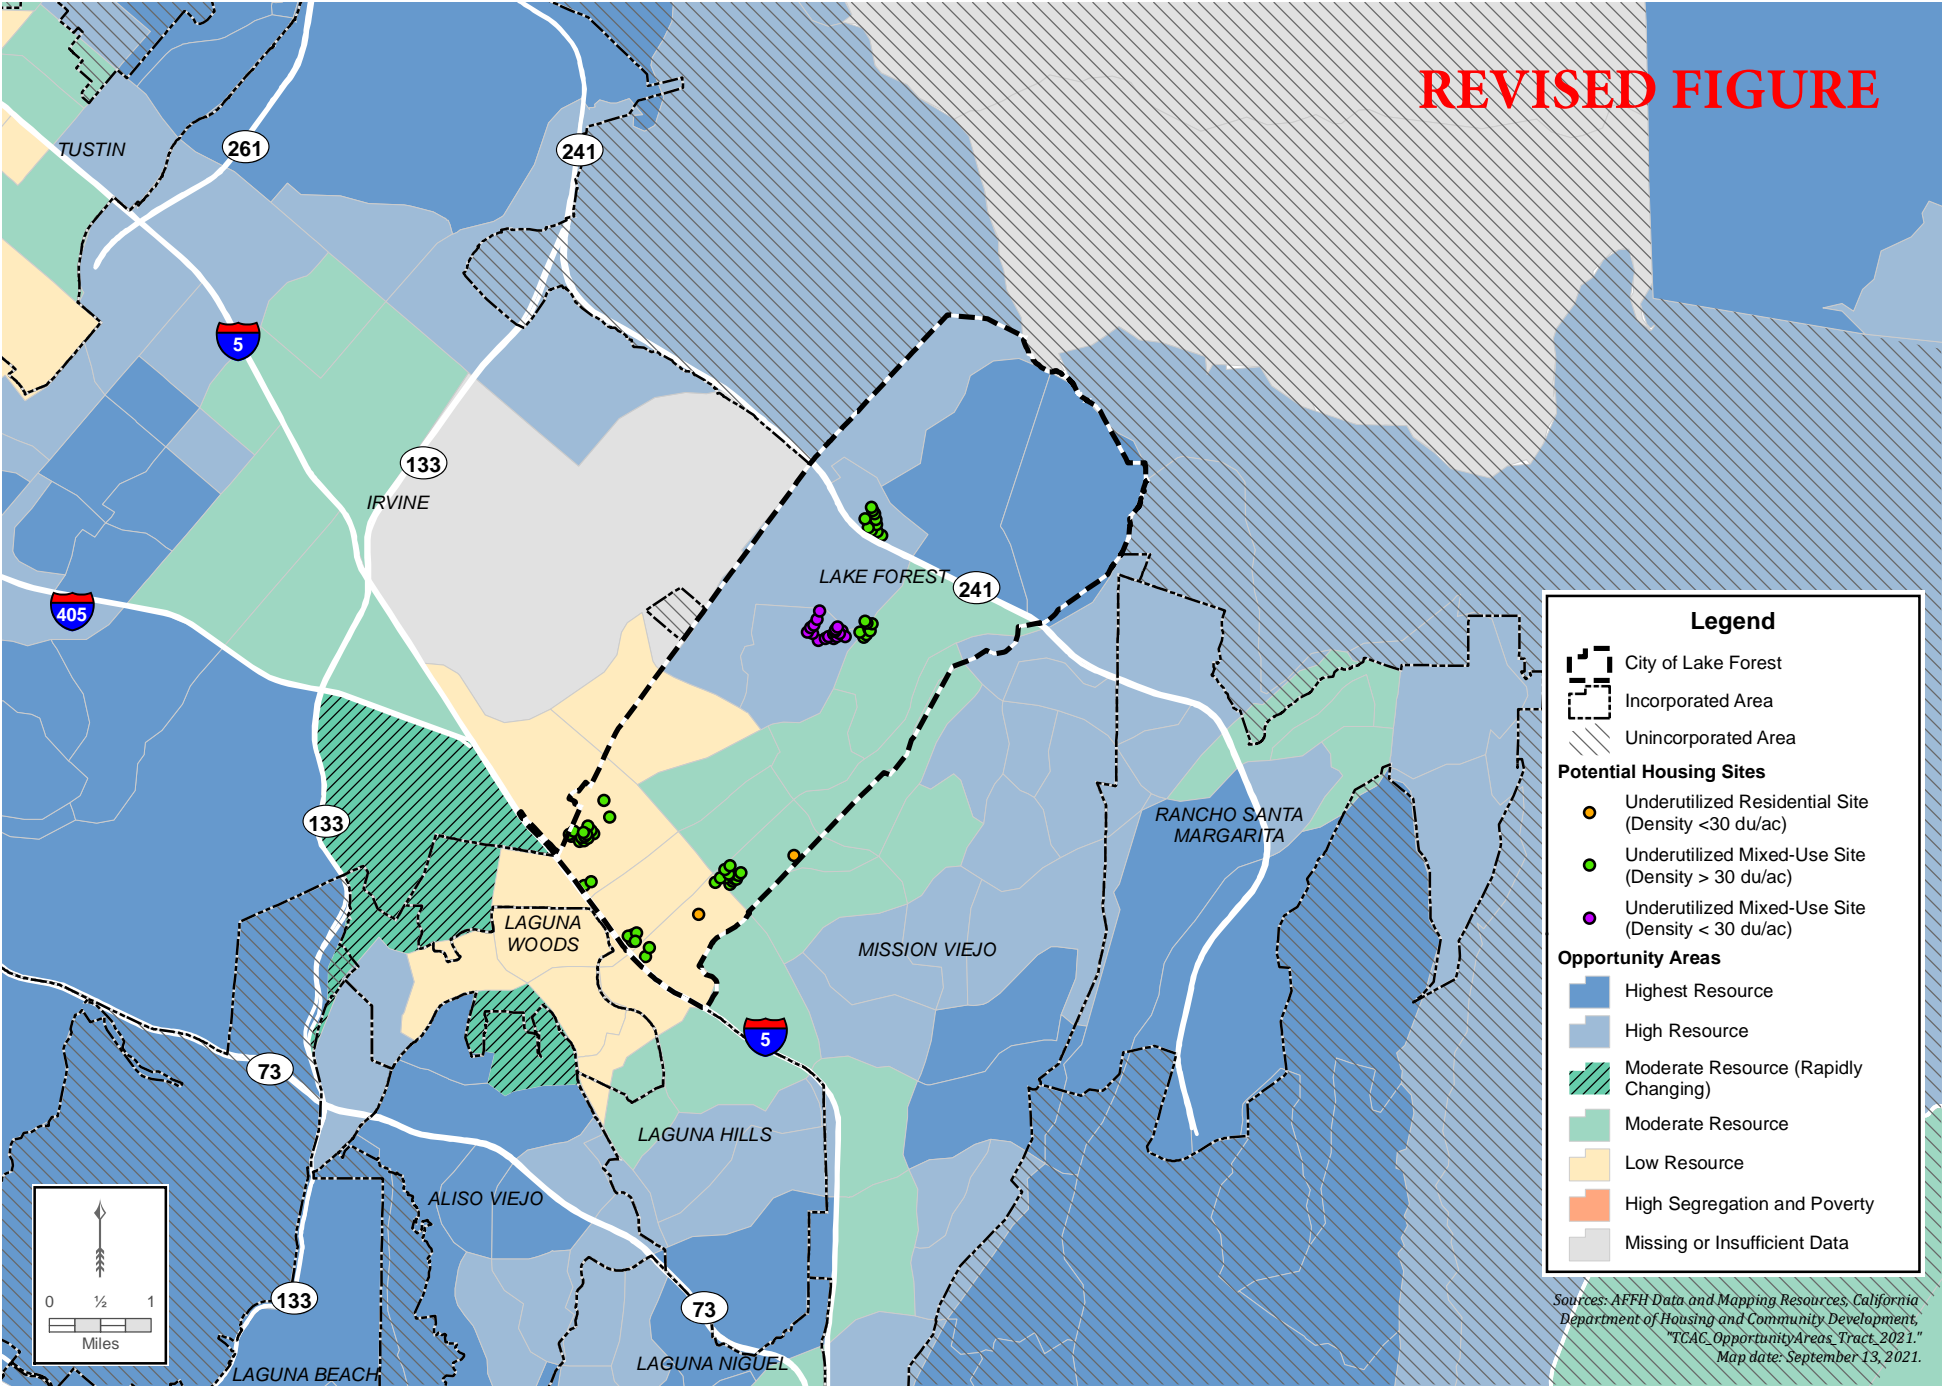 REVISED FIGURE
TUSTIN
261
241
5
133
IRVINE
405
LAKE FOREST
241
133
RANCHO SANTA
MARGARITA
LAGUNA
WOODS
MISSION VIEJO
5
73
LAGUNA HILLS
ALISO VIEJO
133
73
LAGUNA NIGUEL
LAGUNA BEACH
0 ½ 1
Miles
Legend
City of Lake Forest
Incorporated Area
Unincorporated Area
Potential Housing Sites
Underutilized Residential Site
(Density <30 du/ac)
Underutilized Mixed-Use Site
(Density > 30 du/ac)
Underutilized Mixed-Use Site
(Density < 30 du/ac)
Opportunity Areas
Highest Resource
High Resource
Moderate Resource (Rapidly
Changing)
Moderate Resource
Low Resource
High Segregation and Poverty
Missing or Insufficient Data
Sources: AFFH Data and Mapping Resources, California
Department of Housing and Community Development,
"TCAC_OpportunityAreas_Tract_2021."
Map date: September 13, 2021.